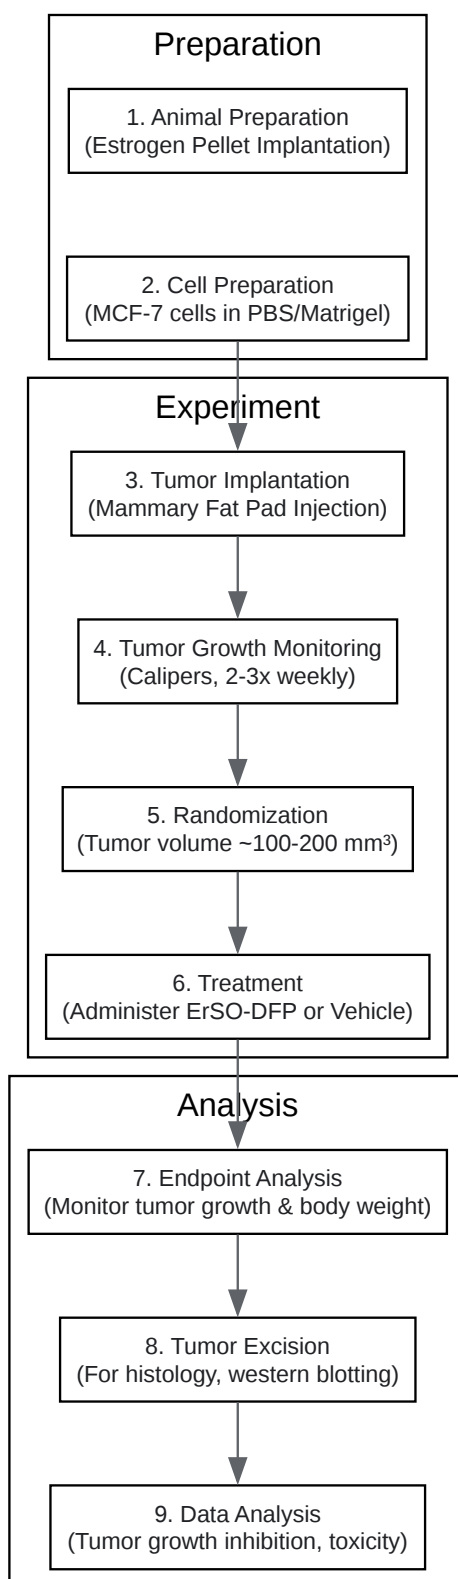 Preparation
1. Animal Preparation
(Estrogen Pellet Implantation)
2. Cell Preparation
(MCF-7 cells in PBS/Matrigel)
Experiment
3. Tumor Implantation
(Mammary Fat Pad Injection)
4. Tumor Growth Monitoring
(Calipers, 2-3x weekly)
5. Randomization
(Tumor volume ~100-200 mm³)
6. Treatment
(Administer ErSO-DFP or Vehicle)
Analysis
7. Endpoint Analysis
(Monitor tumor growth & body weight)
8. Tumor Excision
(For histology, western blotting)
9. Data Analysis
(Tumor growth inhibition, toxicity)